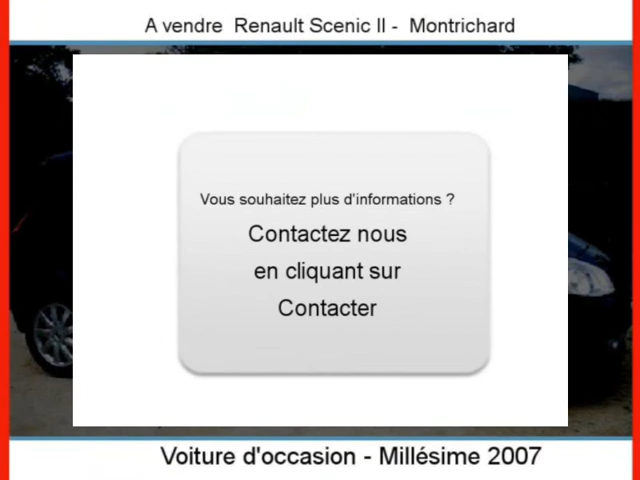 A vendre Renault Scenic II - Montrichard
Vous souhaitez plus d'informations ?
Contactez nous
en cliquant sur
Contacter
Voiture d'occasion - Millésime 2007